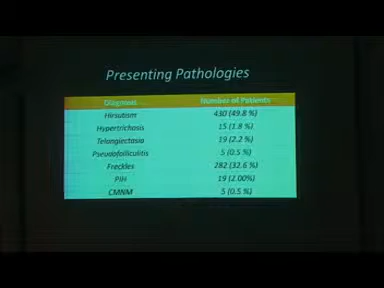 Presenting Pathologies
Diagnosis Number of Patients
Hirsutism 430 (49.8 %)
Hypertrichosis 15 (1.8 %)
Telangiectasia 19 (2.2 %)
Pseudofolliculitis 5 (0.5 %)
Freckles 282 (32.6 %)
PIH 19 (2.00%)
CMNM 5 (0.5 %)